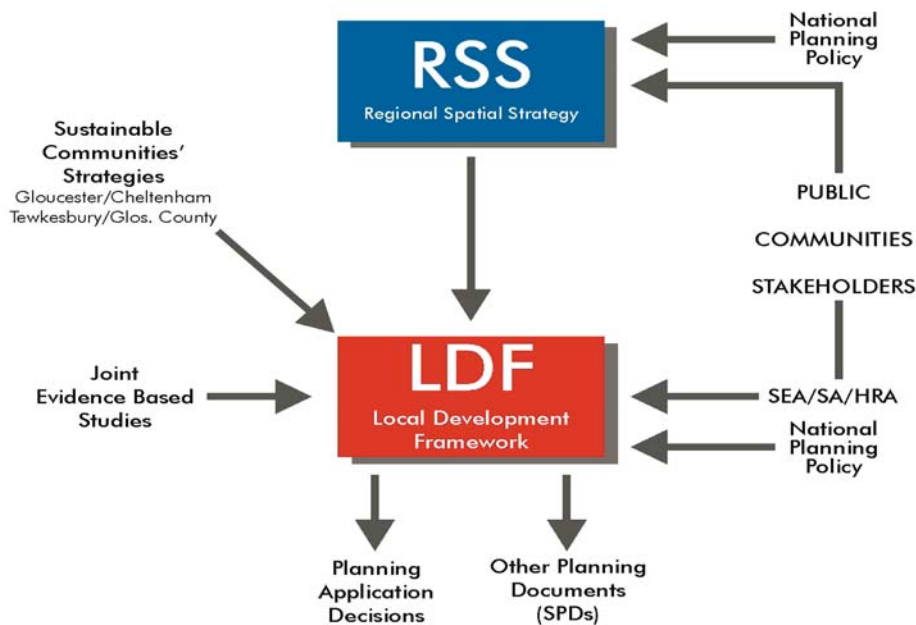 RSS
Regional Spatial Strategy
National
Planning
Policy
Sustainable
Communities'
Strategies
Gloucester/Cheltenham
Tewkesbury/Glos. County
PUBLIC
COMMUNITIES
STAKEHOLDERS
LDF
Local Development
Framework
Joint
Evidence Based
Studies
SEA/SA/HRA
National
Planning
Policy
Planning
Application
Decisions
Other Planning
Documents
(SPDs)